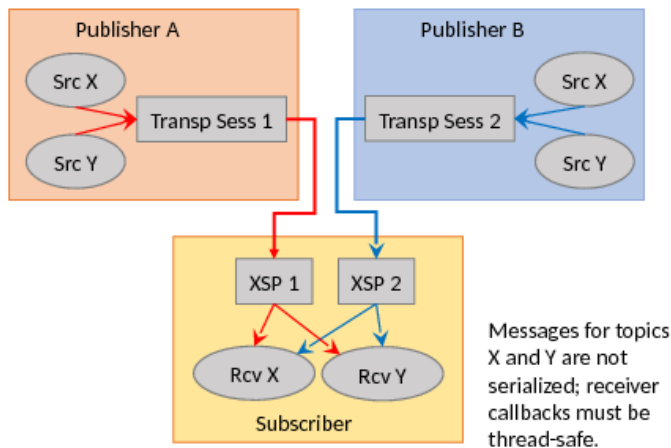 Publisher A
Src X
Transp Sess 1
Src Y
Publisher B
Src X
Transp Sess 2
Src Y
XSP 1
XSP 2
Rcv X
Rcv Y
Subscriber
Messages for topics
X and Y are not
serialized; receiver
callbacks must be
thread-safe.